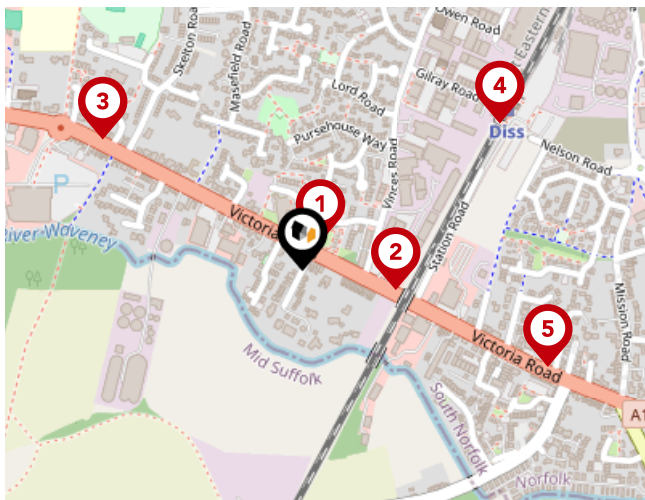 Owen Road
Eastern
Skelton Roa
Masefield Road
Gilray Road
4
Lord Road
3
Diss
Pursehouse Way
Nelson Road
Vinces Road
P
1
Victoria
River Waveney
Station Road
2
Mission Road
5
Victoria Road
Mid Suffolk
South Norfolk
A1
Norfolk